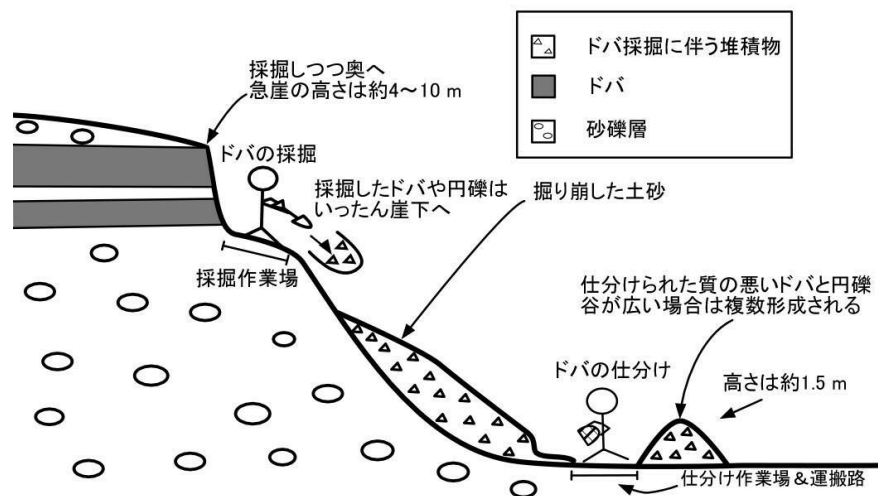 ドバ採掘に伴う堆積物
ドバ
砂礫層
採掘しつつ奥へ
急崖の高さは約4～10 m
ドバの採掘
採掘したドバや円礫は
いったん崖下へ
掘り崩した土砂
採掘作業場
仕分けられた質の悪いドバと円礫
谷が広い場合は複数形成される
ドバの仕分け
高さは約1.5 m
仕分け作業場＆運搬路